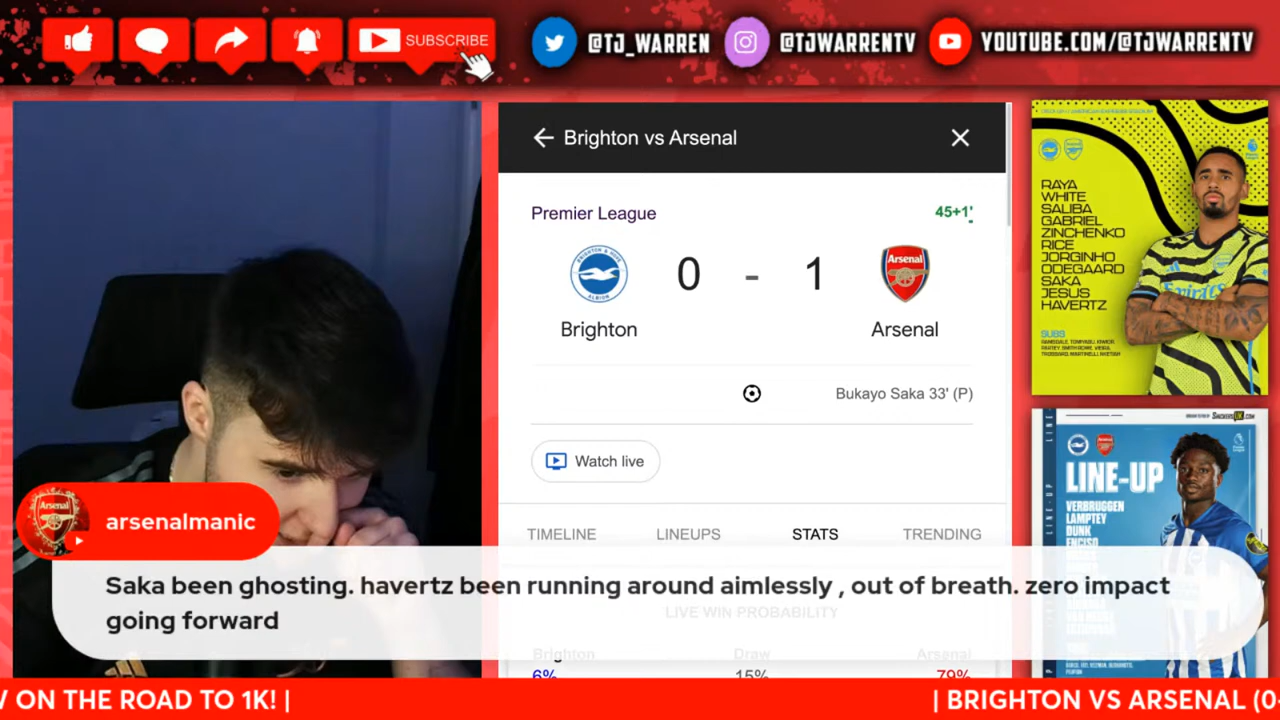 SUBSCRIBE
@TJ_WARREN
@TJWARRENTV
YOUTUBE.COM/@TJWARRENTV
Brighton vs Arsenal
Premier League
45+1'
0 - 1
Arsenal
Brighton
Arsenal
Bukayo Saka 33' (P)
Watch live
TIMELINE
LINEUPS
STATS
TRENDING
LIVE WIN PROBABILITY
Brighton
Draw
Arsenal
6%
15%
79%
RAYA
WHITE
SALIBA
GABRIEL
ZINCHENKO
RICE
JORGINHO
ODEGAARD
SAKA
JESUS
HAVERTZ
SUBS
LINE-UP
VERBRUGGEN
LAMPTEY
DUNK
ENCISO
Arsenal
arsenalmanic
Saka been ghosting. havertz been running around aimlessly , out of breath. zero impact
going forward
W ON THE ROAD TO 1K! |
| BRIGHTON VS ARSENAL (0-